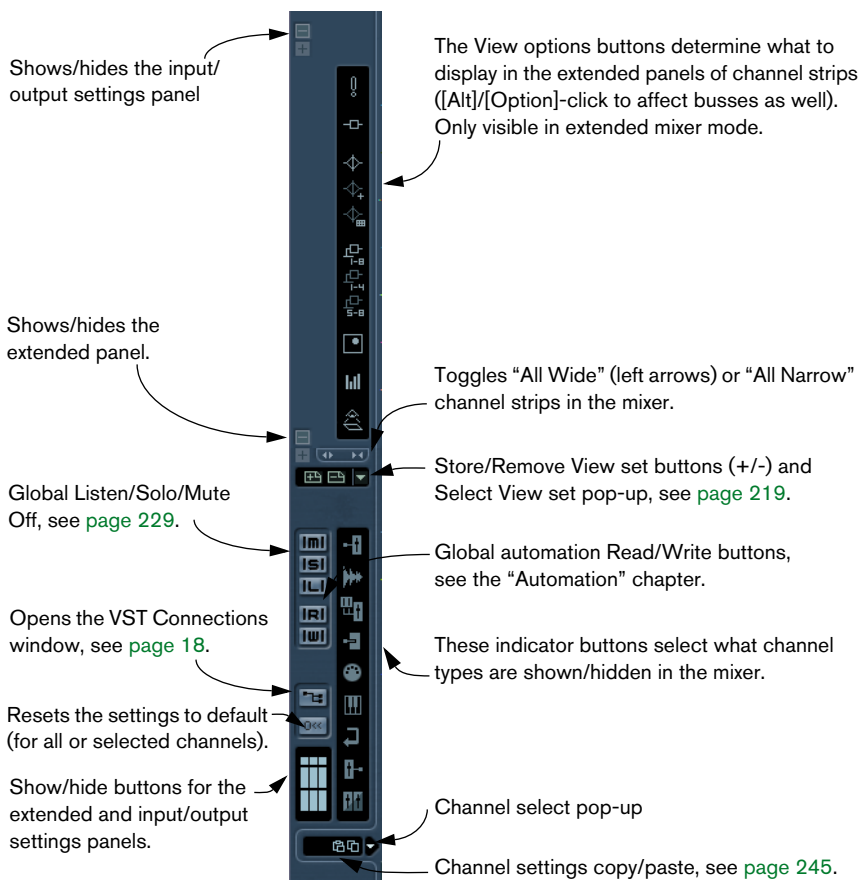 Shows/hides the input/
output settings panel
The View options buttons determine what to
display in the extended panels of channel strips
([Alt]/[Option]-click to affect busses as well).
Only visible in extended mixer mode.
1-8
1-4
5-8
Shows/hides the
extended panel.
Toggles “All Wide” (left arrows) or “All Narrow”
channel strips in the mixer.
Store/Remove View set buttons (+/-) and
Select View set pop-up, see page 219.
Global Listen/Solo/Mute
Off, see page 229.
m
S
L
R
W
Global automation Read/Write buttons,
see the “Automation” chapter.
Opens the VST Connections
window, see page 18.
These indicator buttons select what channel
types are shown/hidden in the mixer.
Resets the settings to default
(for all or selected channels).
0<<
Show/hide buttons for the
extended and input/output
settings panels.
Channel select pop-up
Channel settings copy/paste, see page 245.